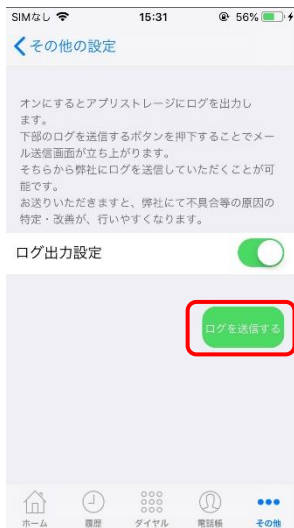 SIMなし 15:31 56%
その他の設定
オンにするとアプリストレージにログを出力し
ます。
下部のログを送信するボタンを押下することでメー
ル送信画面が立ち上がります。
そちらから弊社にログを送信していただくことが可
能です。
お送りいただきますと、弊社にて不具合等の原因の
特定・改善が、行いやすくなります。
ログ出力設定
ログを送信する
ホーム 履歴 ダイヤル 電話帳 その他